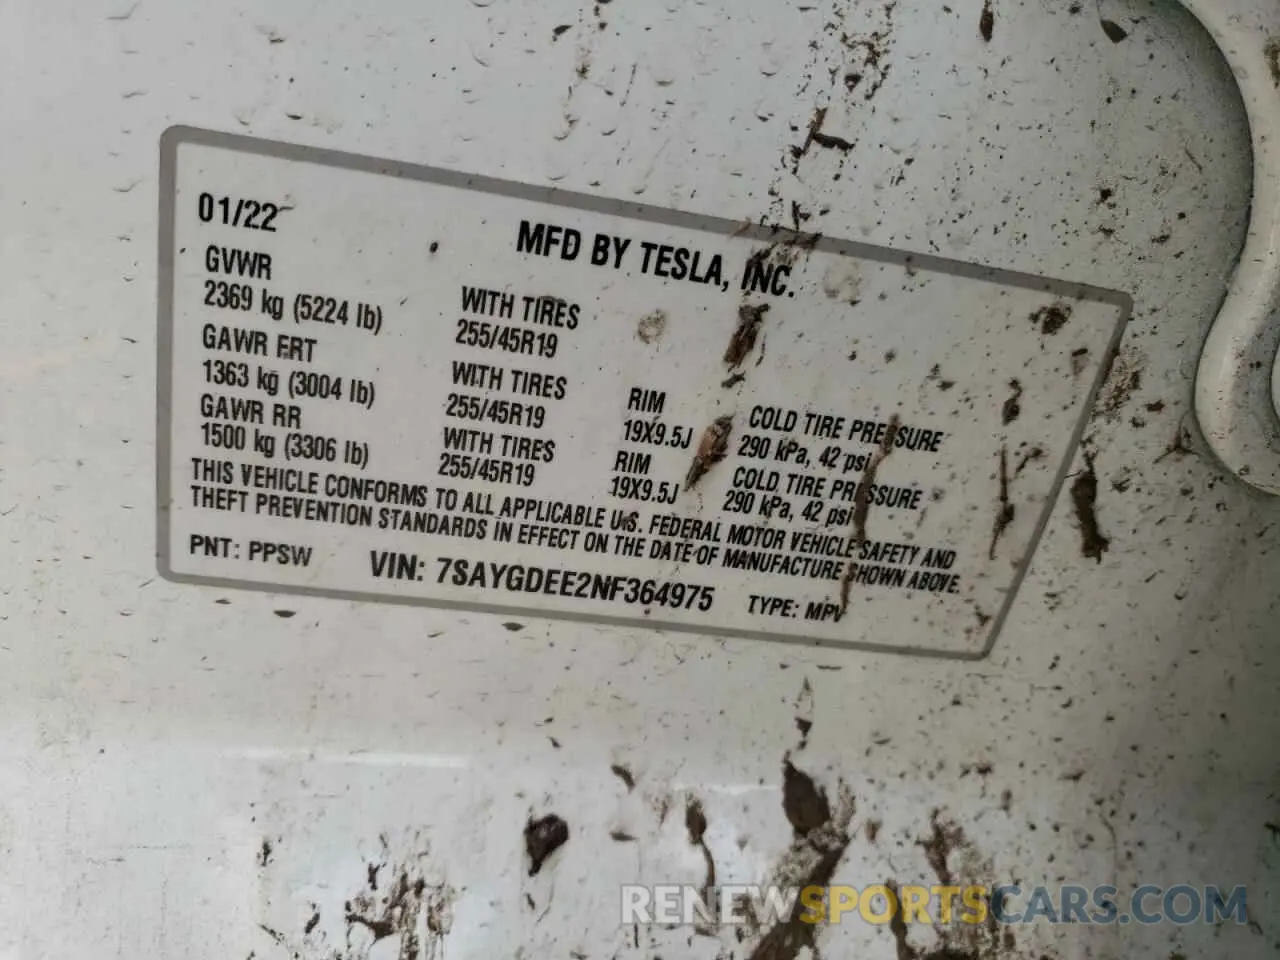 01/22
MFD BY TESLA, INC.
GVWR
2369 kg (5224 lb)
WITH TIRES
255/45R19
GAWR FRT
1363 kg (3004 lb)
WITH TIRES
255/45R19
RIM
19X9.5J
COLD TIRE PRESSURE
290 kPa, 42 psi
GAWR RR
1500 kg (3306 lb)
WITH TIRES
255/45R19
RIM
19X9.5J
COLD TIRE PRESSURE
290 kPa, 42 psi
THIS VEHICLE CONFORMS TO ALL APPLICABLE U.S. FEDERAL MOTOR VEHICLE SAFETY AND
THEFT PREVENTION STANDARDS IN EFFECT ON THE DATE OF MANUFACTURE SHOWN ABOVE.
PNT: PPSW VIN: 7SAYGDEE2NF364975 TYPE: MPV
RENEWSPORTSCARS.COM